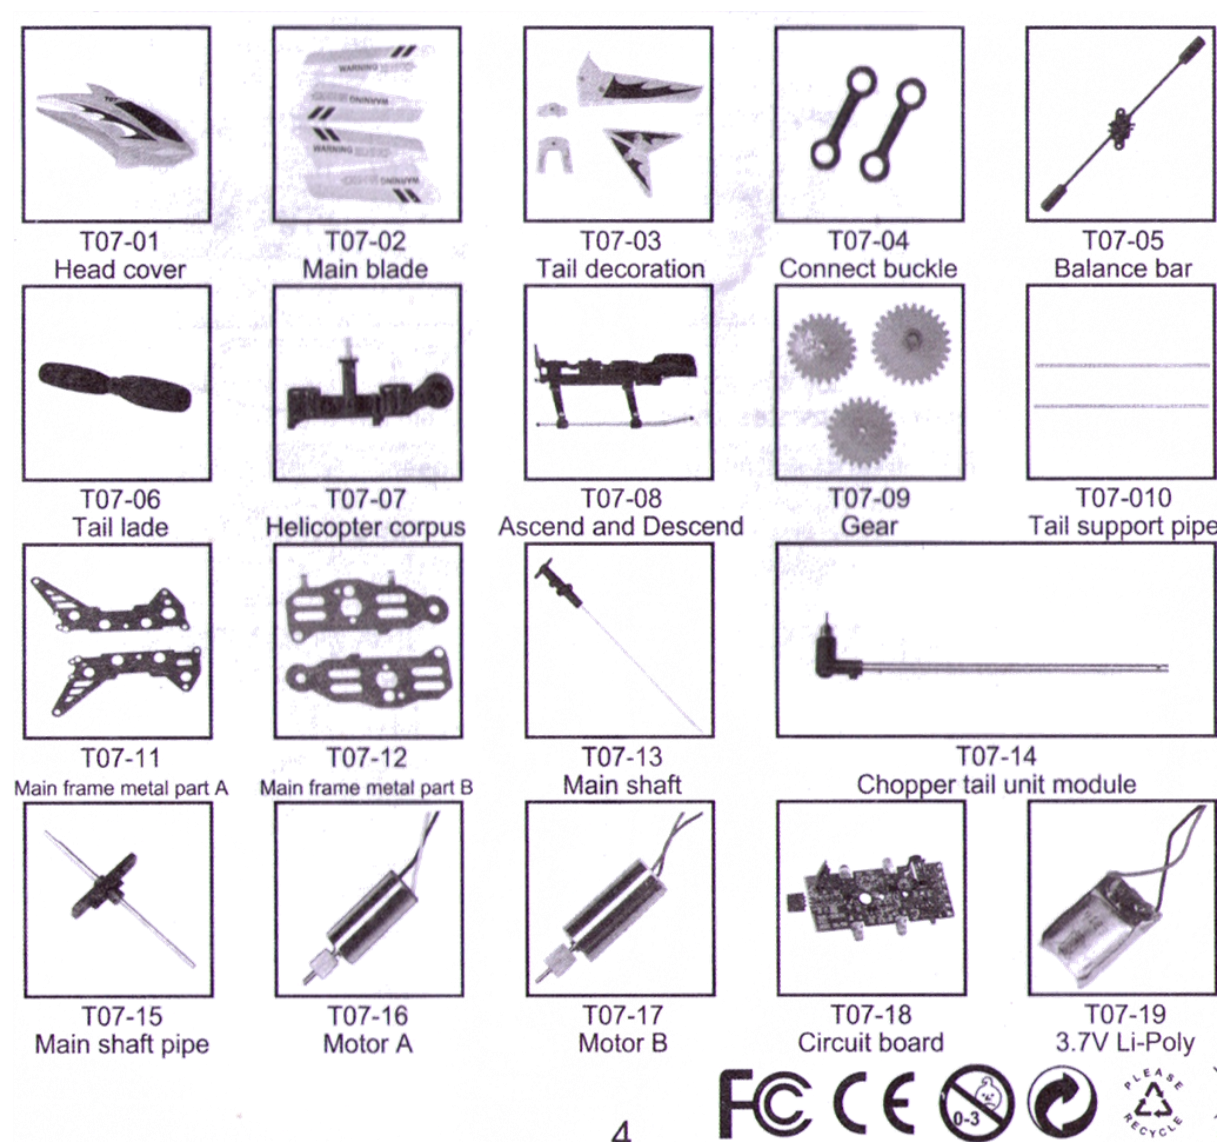 WARNING
WARNING
WARNING
WARNING
T07-01 T07-02 T07-03 T07-04 T07-05
Head cover Main blade Tail decoration Connect buckle Balance bar
T07-06 T07-07 T07-08 T07-09 T07-010
Tail lade Helicopter corpus Ascend and Descend Gear Tail support pipe
T07-11 T07-12 T07-13 T07-14
Main frame metal part A Main frame metal part B Main shaft Chopper tail unit module
T07-15 T07-16 T07-17 T07-18 T07-19
Main shaft pipe Motor A Motor B Circuit board 3.7V Li-Poly
FC CE 0-3 PLEASE RECYCLE
4